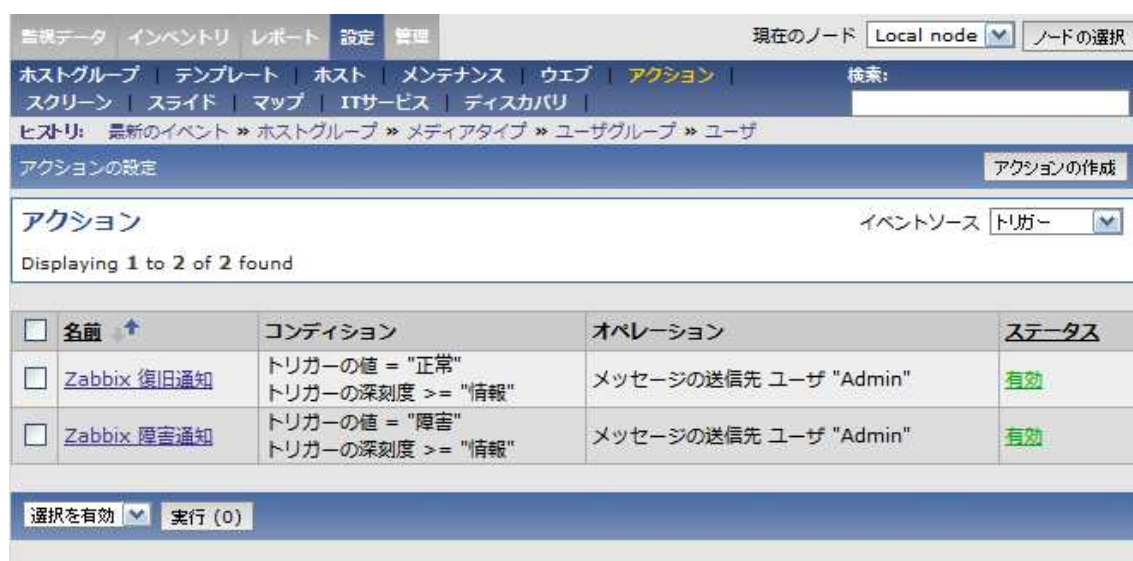 監視データ インベントリ レポート 設定 管理 現在のノード Local node ノードの選択
ホストグループ | テンプレート | ホスト | メンテナンス | ウェブ | アクション | 検索:
スクリーン | スライド | マップ | ITサービス | ディスカバリ |
ヒストリ: 最新のイベント » ホストグループ » メディアタイプ » ユーザグループ » ユーザ
アクションの設定 アクションの作成
アクション イベントソース トリガー
Displaying 1 to 2 of 2 found
名前 コンディション オペレーション ステータス
Zabbix 復旧通知 トリガーの値 = "正常" メッセージの送信先 ユーザ "Admin" 有効
トリガーの深刻度 >= "情報"
Zabbix 障害通知 トリガーの値 = "障害" メッセージの送信先 ユーザ "Admin" 有効
トリガーの深刻度 >= "情報"
選択を有効 実行 (0)